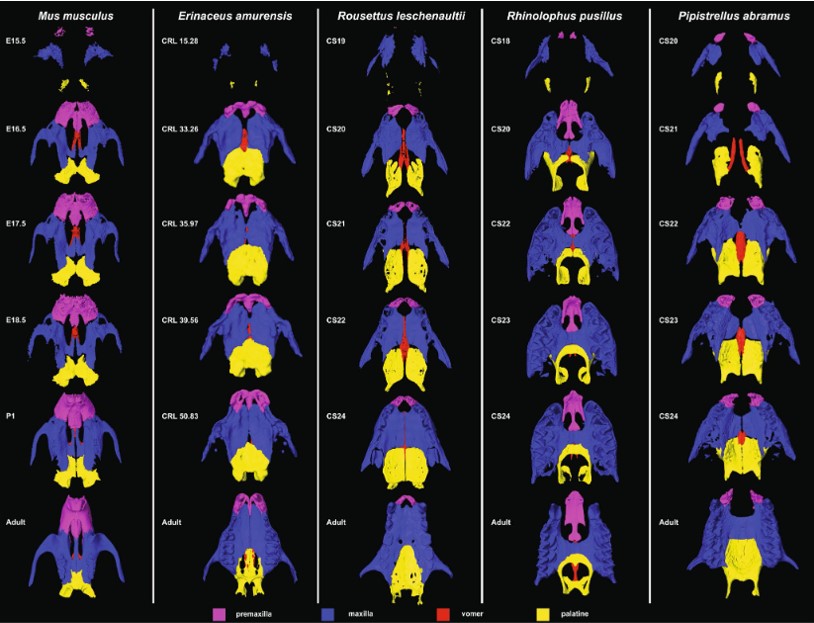 Mus musculus
Erinaceus amurensis
Rousettus leschenaultii
Rhinolophus pusillus
Pipistrellus abramus
E15.5
CRL 15.28
CS19
CS18
CS20
E16.5
CRL 33.26
CS20
CS20
CS21
E17.5
CRL 35.97
CS21
CS22
CS22
E18.5
CRL 39.56
CS22
CS23
CS23
P1
CRL 50.83
CS24
CS24
CS24
Adult
Adult
Adult
Adult
Adult
premaxilla
maxilla
vomer
palatine